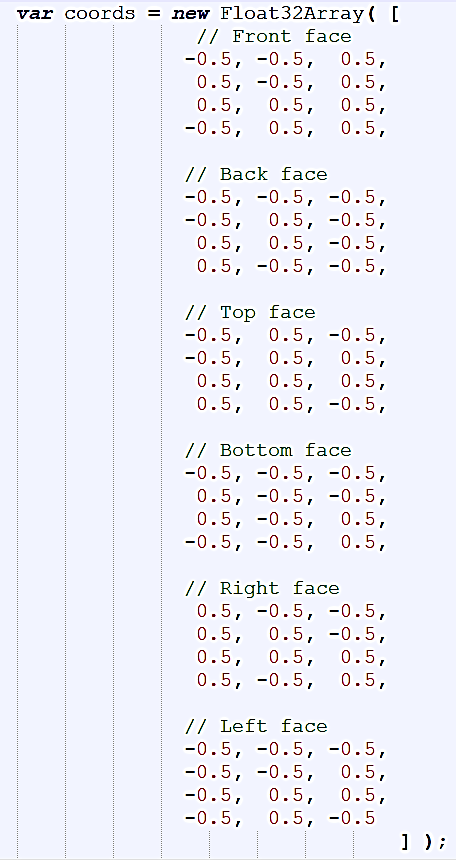 var coords = new Float32Array( [
// Front face
-0.5, -0.5, 0.5,
0.5, -0.5, 0.5,
0.5, 0.5, 0.5,
-0.5, 0.5, 0.5,
// Back face
-0.5, -0.5, -0.5,
-0.5, 0.5, -0.5,
0.5, 0.5, -0.5,
0.5, -0.5, -0.5,
// Top face
-0.5, 0.5, -0.5,
-0.5, 0.5, 0.5,
0.5, 0.5, 0.5,
0.5, 0.5, -0.5,
// Bottom face
-0.5, -0.5, -0.5,
0.5, -0.5, -0.5,
0.5, -0.5, 0.5,
-0.5, -0.5, 0.5,
// Right face
0.5, -0.5, -0.5,
0.5, 0.5, -0.5,
0.5, 0.5, 0.5,
0.5, -0.5, 0.5,
// Left face
-0.5, -0.5, -0.5,
-0.5, -0.5, 0.5,
-0.5, 0.5, 0.5,
-0.5, 0.5, -0.5
] );